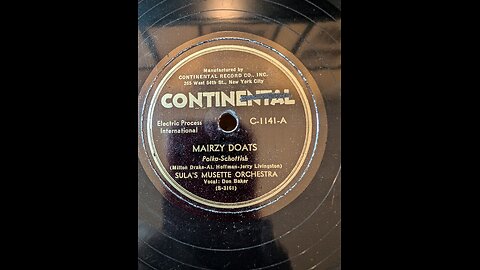 Manufactured by
CONTINENTAL RECORD CO., INC.
265 West 54th St., New York City
CONTINENTAL
Electric Process
International
C-1141-A
MAIRZY DOATS
Polka-Schottish
(Milton Drake-Al. Hoffman-Jerry Livingston)
SULA'S MUSETTE ORCHESTRA
Vocal: Don Baker
(B-3161)